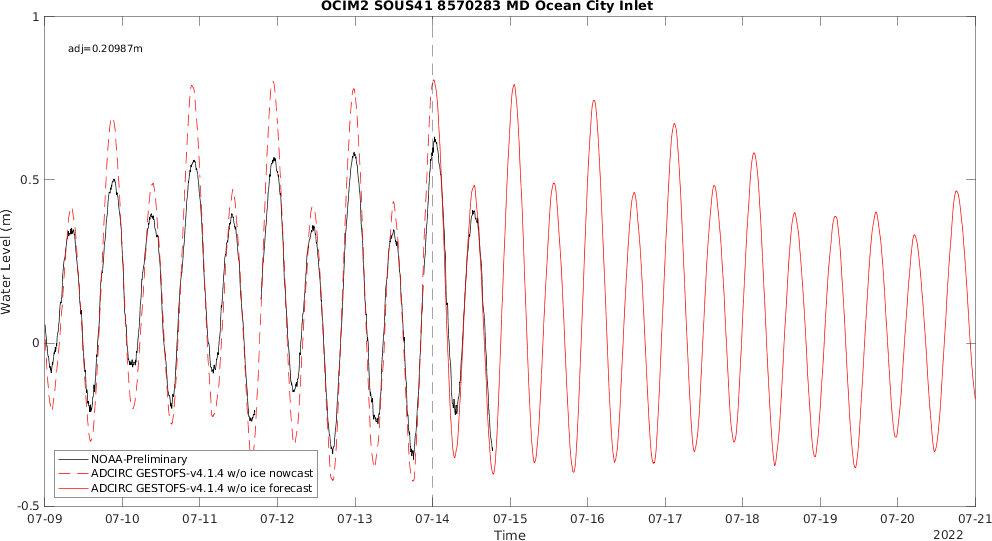 OCIM2 SOUS41 8570283 MD Ocean City Inlet
adj=0.20987m
1
0.5
0
-0.5
Water Level (m)
NOAA-Preliminary
ADCIRC GESTOFS-v4.1.4 w/o ice nowcast
ADCIRC GESTOFS-v4.1.4 w/o ice forecast
07-09 07-10 07-11 07-12 07-13 07-14 07-15 07-16 07-17 07-18 07-19 07-20 07-21
Time
2022